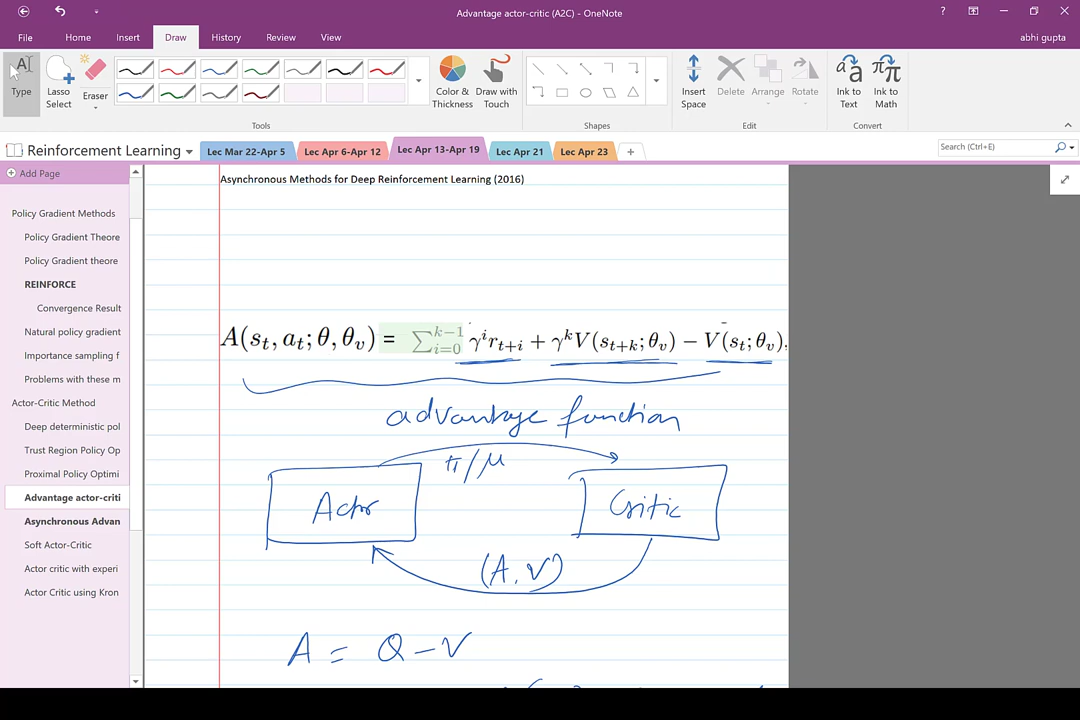 Advantage actor-critic (A2C) - OneNote
?
File Home Insert Draw History Review View
abhi gupta
Type
Lasso Select
Eraser
Color & Thickness
Draw with Touch
Insert Space
Delete
Arrange
Rotate
Ink to Text
Ink to Math
Tools
Shapes
Edit
Convert
Reinforcement Learning
Lec Mar 22-Apr 5
Lec Apr 6-Apr 12
Lec Apr 13-Apr 19
Lec Apr 21
Lec Apr 23
+
Search (Ctrl+E)
Add Page
Policy Gradient Methods
Policy Gradient Theore
Policy Gradient theore
REINFORCE
Convergence Result
Natural policy gradient
Importance sampling f
Problems with these m
Actor-Critic Method
Deep deterministic pol
Trust Region Policy Op
Proximal Policy Optimi
Advantage actor-criti
Asynchronous Advan
Soft Actor-Critic
Actor critic with experi
Actor Critic using Kron
Asynchronous Methods for Deep Reinforcement Learning (2016)
A(s_t, a_t; θ, θ_v) = ∑_{i=0}^{k−1} γ^i r_{t+i} + γ^k V(s_{t+k}; θ_v) − V(s_t; θ_v),
advantage function
π/μ
Actor
Critic
(A, V)
A = Q − V